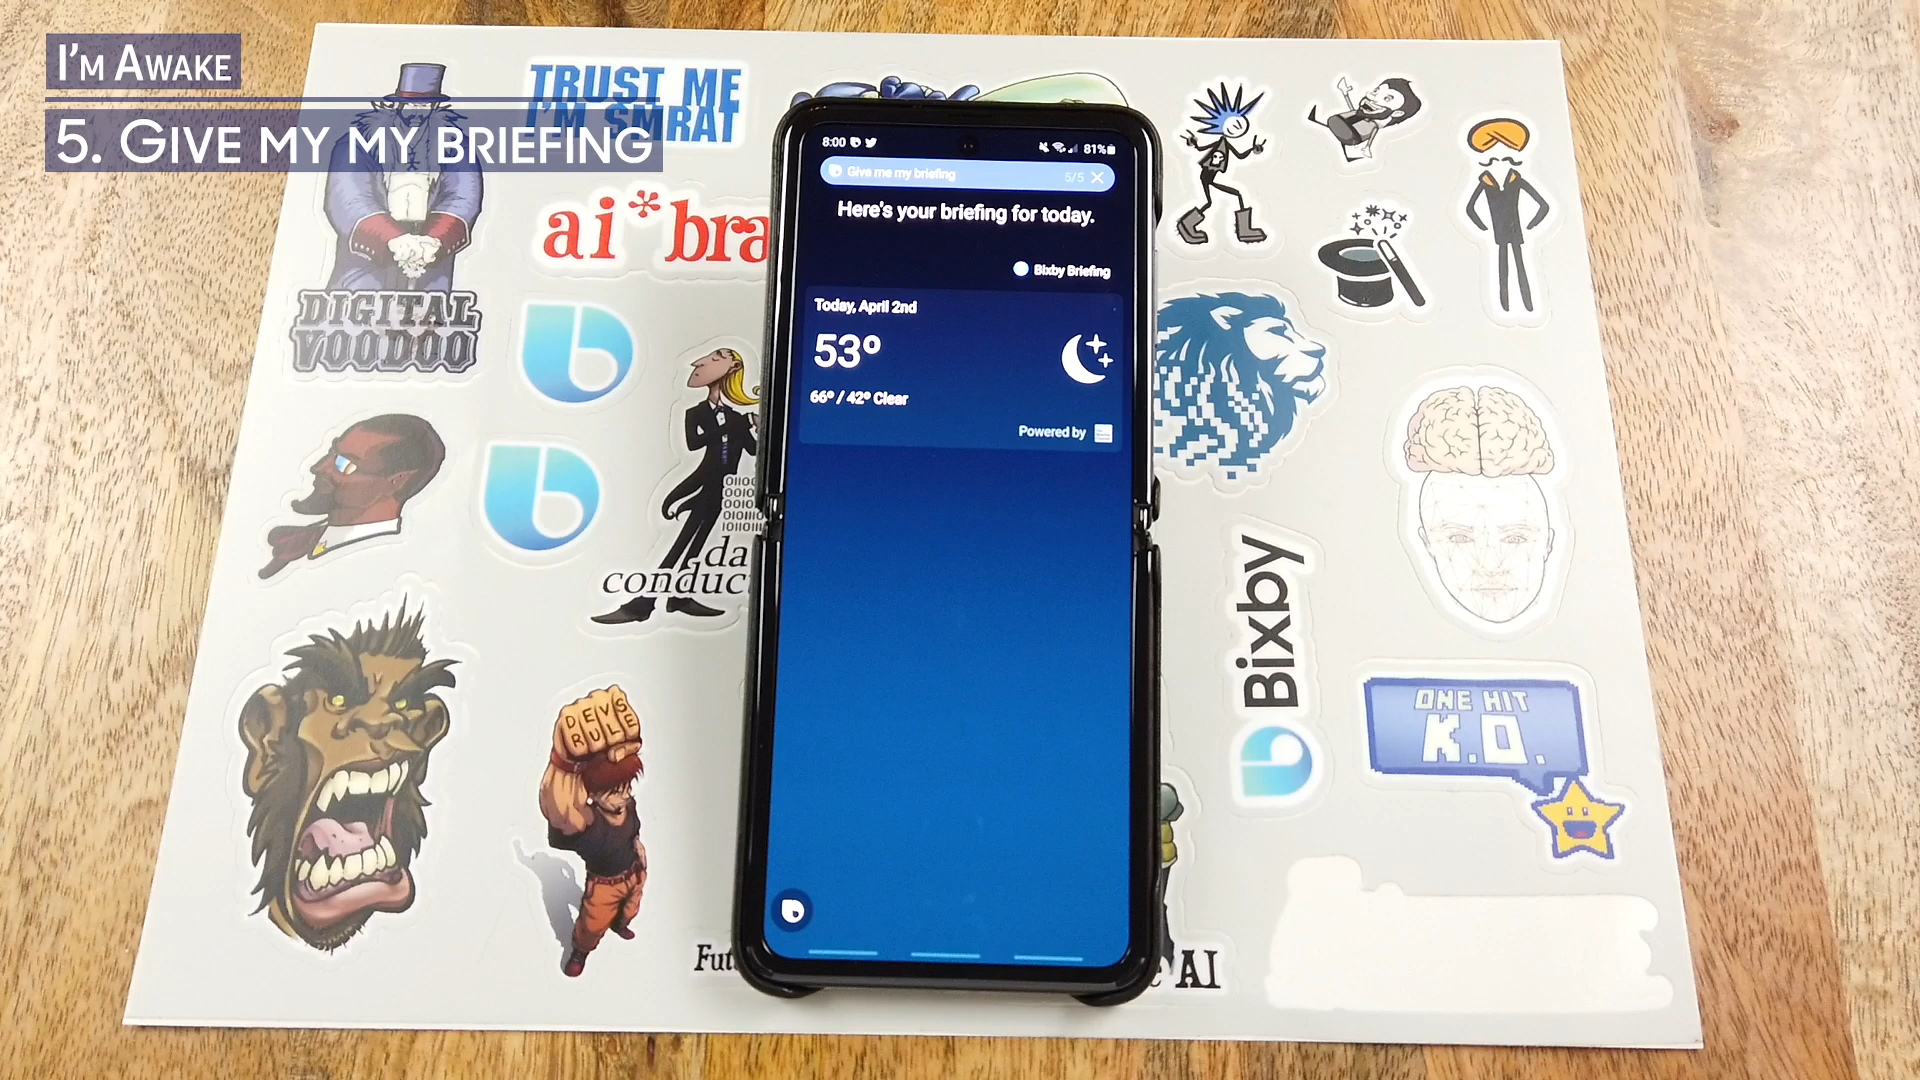 I'M AWAKE
5. GIVE MY MY BRIEFING
TRUST ME
I'M SMRAT
ai*bra
DIGITAL
VOODOO
8:00
81%
Give me my briefing
5/5
Here's your briefing for today.
Bixby Briefing
Today, April 2nd
53°
66° / 42° Clear
Powered by
da
conduc
DEVS
RULE
Bixby
ONE HIT
K.O.
Fut
AI